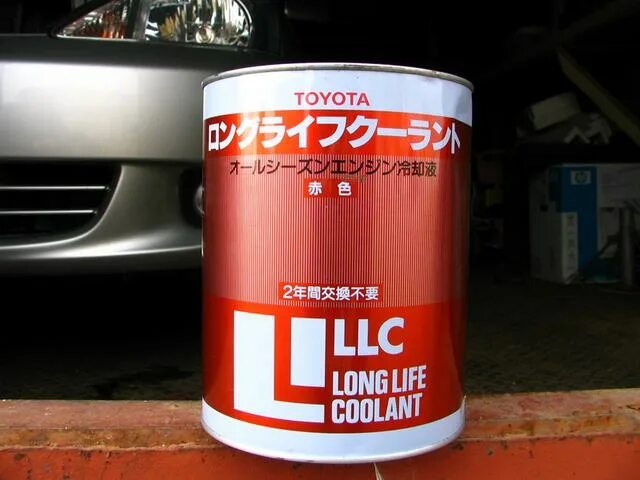 TOYOTA
ロングライフクーラント
オールシーズンエンジン冷却液
赤色
2年間交換不要
LLC
LONG LIFE
COOLANT
hp